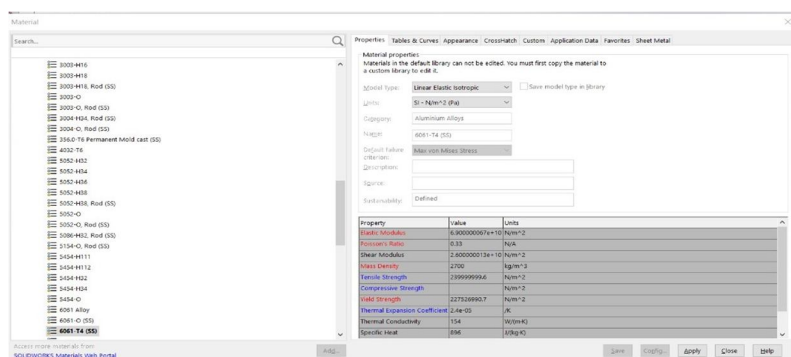 Material
Search...
3003-H16
3003-H18
3003-H18, Rod (SS)
3003-O
3003-O, Rod (SS)
3004-H34, Rod (SS)
3004-O, Rod (SS)
356.0-T6 Permanent Mold cast (SS)
4032-T6
5052-H32
5052-H34
5052-H36
5052-H38
5052-H38, Rod (SS)
5052-O
5052-O, Rod (SS)
5086-H32, Rod (SS)
5154-O, Rod (SS)
5454-H111
5454-H112
5454-H32
5454-H34
5454-O
6061 Alloy
6061-O (SS)
6061-T4 (SS)
Access more materials from
SOLIDWORKS Materials Web Portal
Add...
Properties Tables & Curves Appearance CrossHatch Custom Application Data Favorites Sheet Metal
Material properties
Materials in the default library can not be edited. You must first copy the material to
a custom library to edit it.
Model Type: Linear Elastic Isotropic Save model type in library
Units: SI - N/m^2 (Pa)
Category: Aluminium Alloys
Name: 6061-T4 (SS)
Default failure criterion: Max von Mises Stress
Description:
Source:
Sustainability: Defined
Property Value Units
Elastic Modulus 6.900000067e+10 N/m^2
Poisson's Ratio 0.33 N/A
Shear Modulus 2.600000013e+10 N/m^2
Mass Density 2700 kg/m^3
Tensile Strength 239999999.6 N/m^2
Compressive Strength N/m^2
Yield Strength 227526990.7 N/m^2
Thermal Expansion Coefficient 2.4e-05 /K
Thermal Conductivity 154 W/(m·K)
Specific Heat 896 J/(kg·K)
Save Config... Apply Close Help